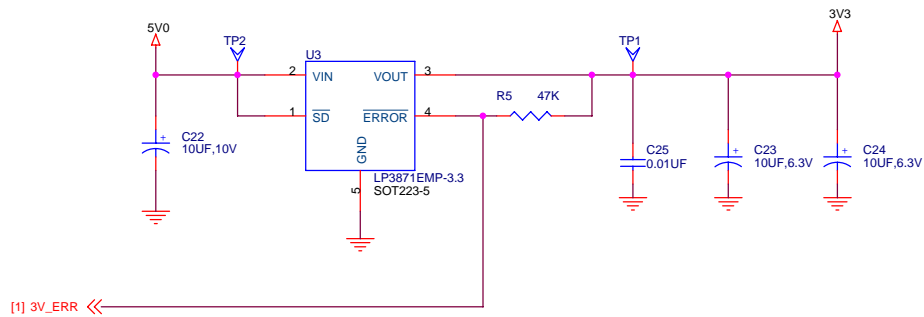 5V0
3V3
TP2
TP1
U3
2
VIN
VOUT
3
R5
47K
1
SD
ERROR
4
GND
C22
10UF,10V
C25
0.01UF
C23
10UF,6.3V
C24
10UF,6.3V
5
LP3871EMP-3.3
SOT223-5
[1] 3V_ERR